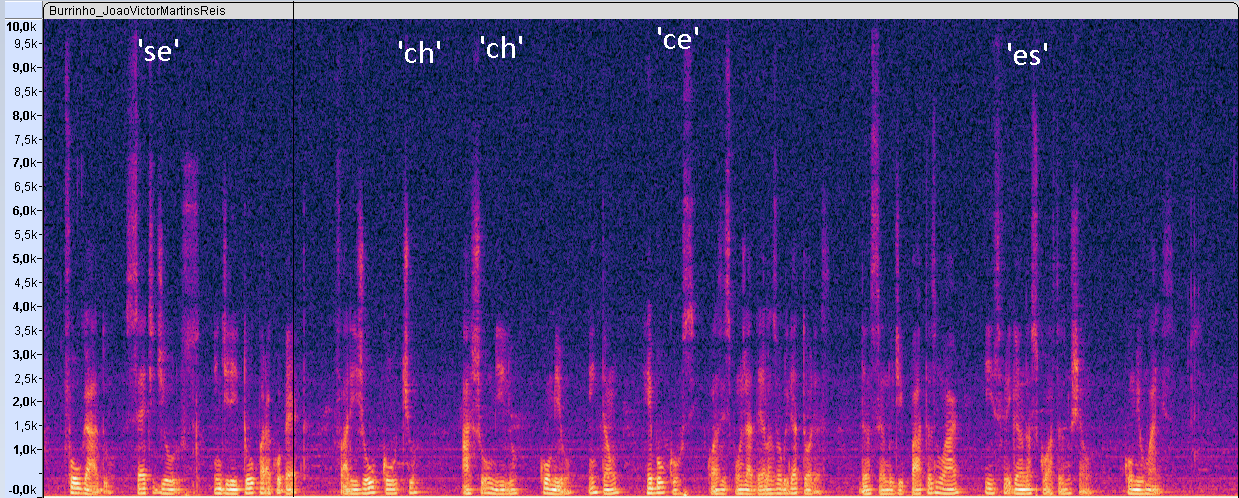 Burrinho_JoaoVictorMartinsReis
10,0k
9,5k
9,0k
8,5k
8,0k
7,5k
7,0k
6,5k
6,0k
5,5k
5,0k
4,5k
4,0k
3,5k
3,0k
2,5k
2,0k
1,5k
1,0k
-0,0k
'se'
'ch'
'ch'
'ce'
'es'